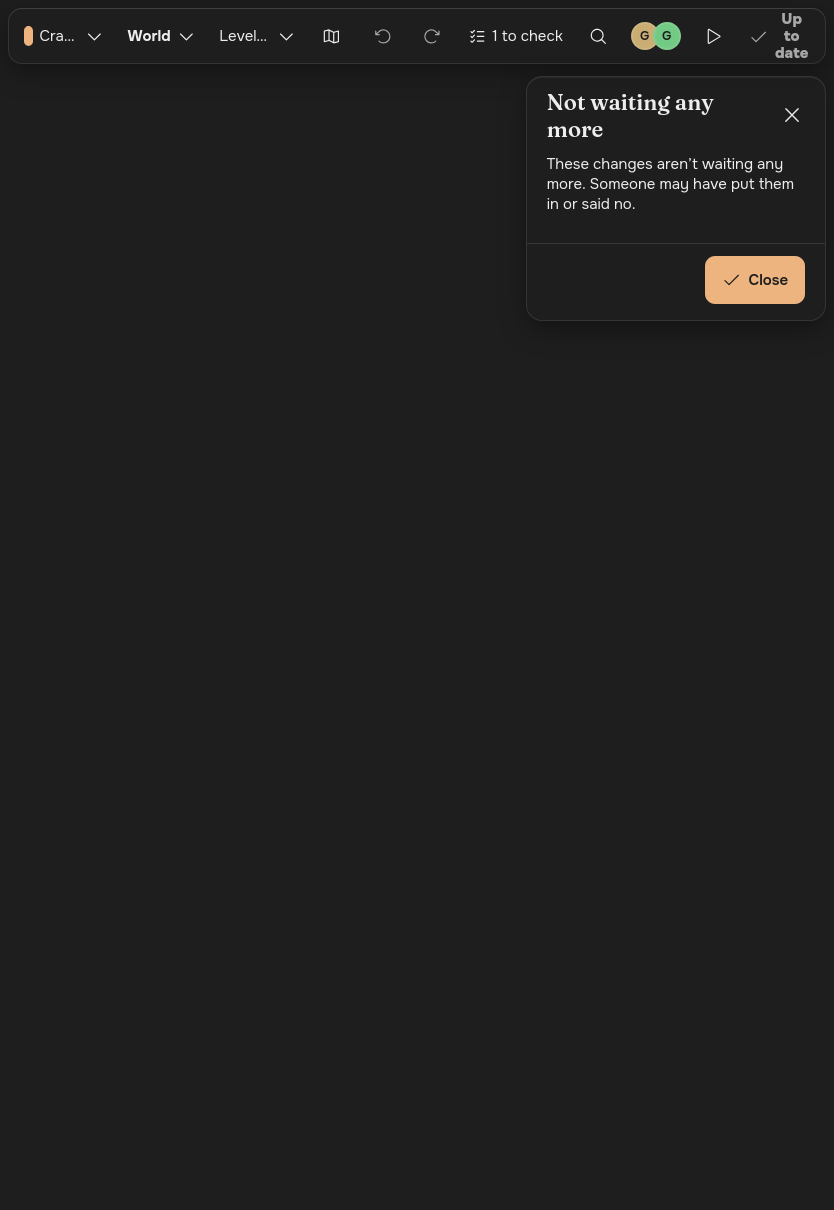 Cra...
World
Level...
1 to check
G
G
Up
to
date
Not waiting any
more
These changes aren’t waiting any
more. Someone may have put them
in or said no.
Close